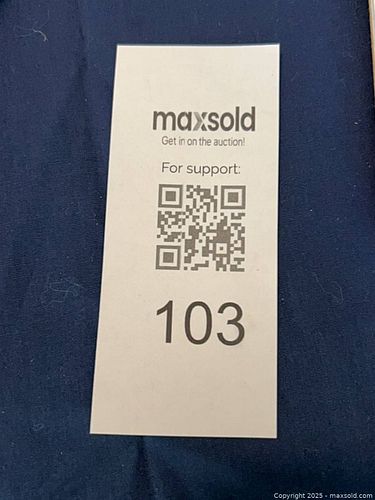 maxsold
Get in on the auction!
For support:
103
Copyright 2025 - maxsold.com